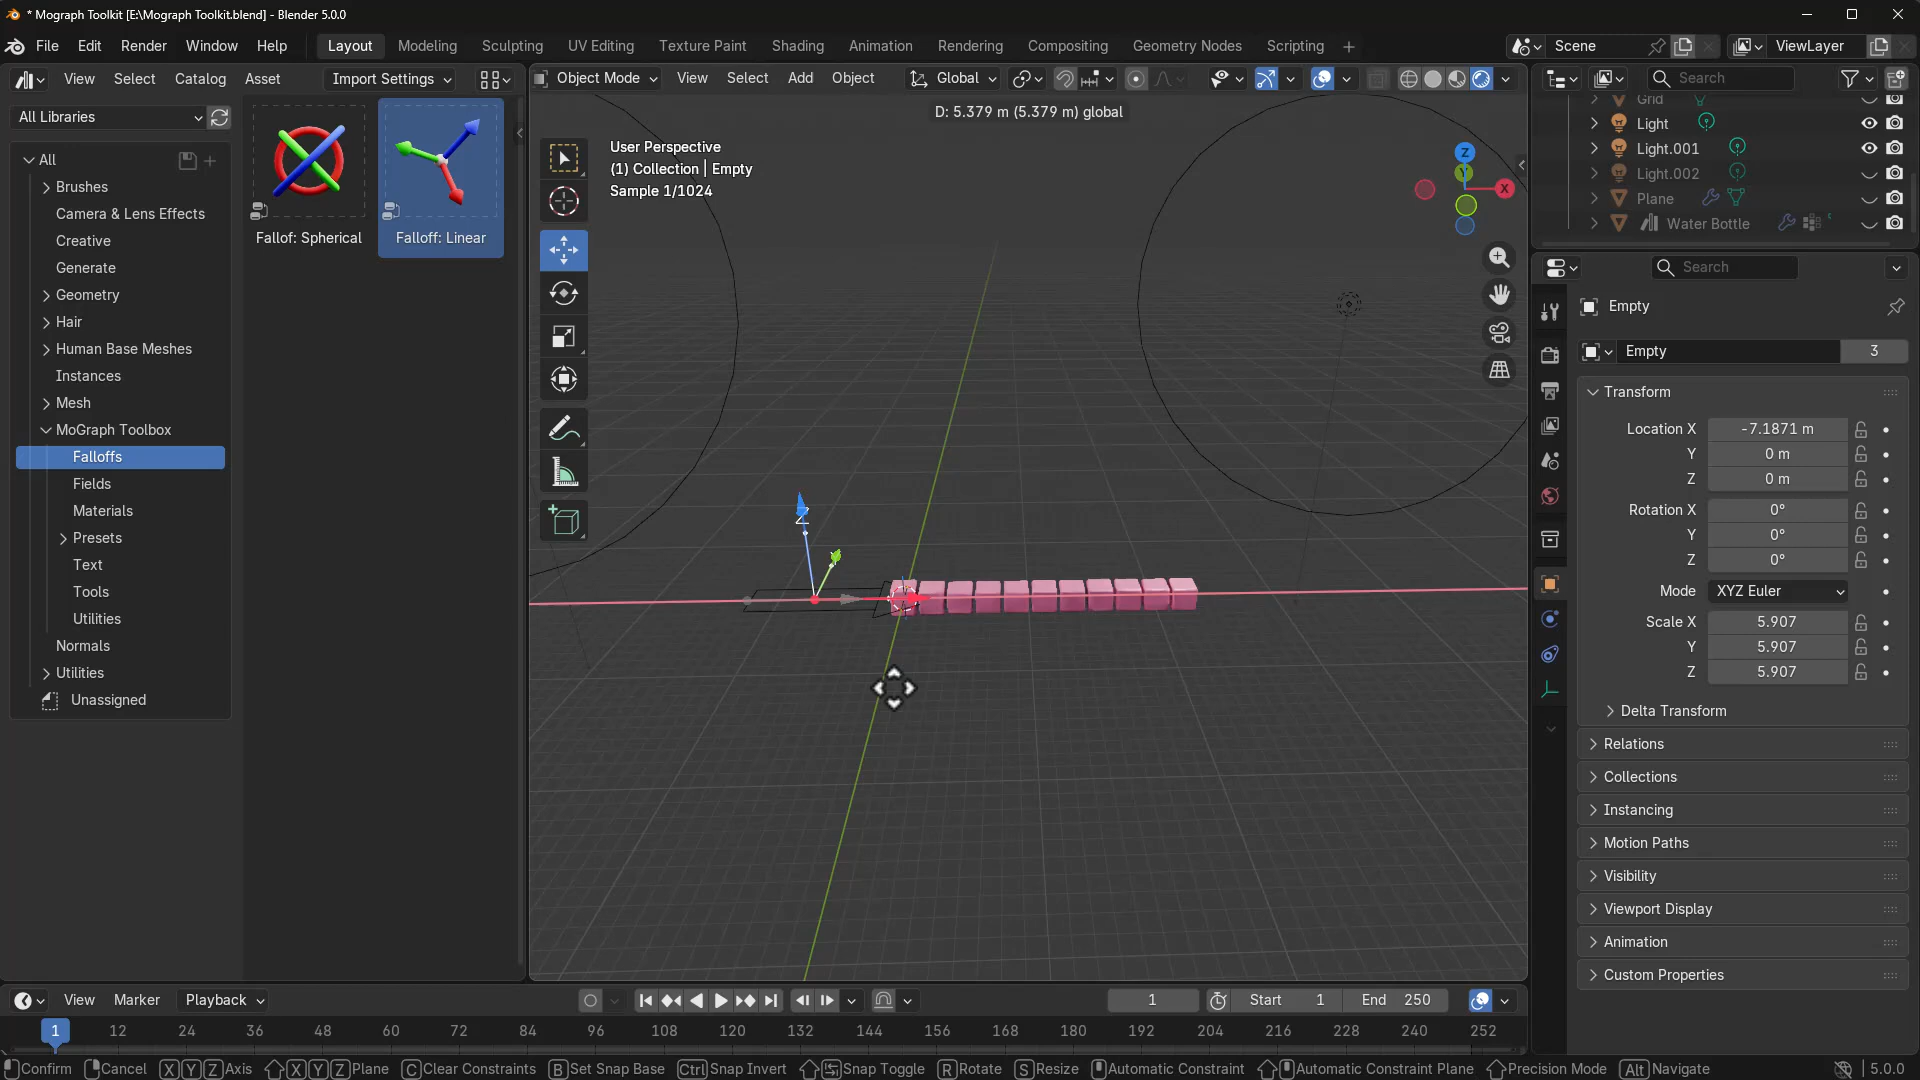 * Mograph Toolkit [E:\Mograph Toolkit.blend] - Blender 5.0.0
File Edit Render Window Help Layout Modeling Sculpting UV Editing Texture Paint Shading Animation Rendering Compositing Geometry Nodes Scripting + Scene ViewLayer
View Select Catalog Asset Import Settings Object Mode View Select Add Object Global Search
All Libraries
D: 5.379 m (5.379 m) global
User Perspective
(1) Collection | Empty
Sample 1/1024
All
Brushes
Camera & Lens Effects
Creative
Generate
Geometry
Hair
Human Base Meshes
Instances
Mesh
MoGraph Toolbox
Falloffs
Fields
Materials
Presets
Text
Tools
Utilities
Normals
Utilities
Unassigned
Fallof: Spherical
Falloff: Linear
Z
Y
X
Grid
Light
Light.001
Light.002
Plane
Water Bottle
Search
Empty
Empty 3
Transform
Location X -7.1871 m
Y 0 m
Z 0 m
Rotation X 0°
Y 0°
Z 0°
Mode XYZ Euler
Scale X 5.907
Y 5.907
Z 5.907
Delta Transform
Relations
Collections
Instancing
Motion Paths
Visibility
Viewport Display
Animation
Custom Properties
View Marker Playback 1 Start 1 End 250
1 12 24 36 48 60 72 84 96 108 120 132 144 156 168 180 192 204 216 228 240 252
Confirm Cancel X Y Z Axis X Y Z Plane C Clear Constraints B Set Snap Base Ctrl Snap Invert Snap Toggle R Rotate S Resize Automatic Constraint Automatic Constraint Plane Precision Mode Alt Navigate 5.0.0